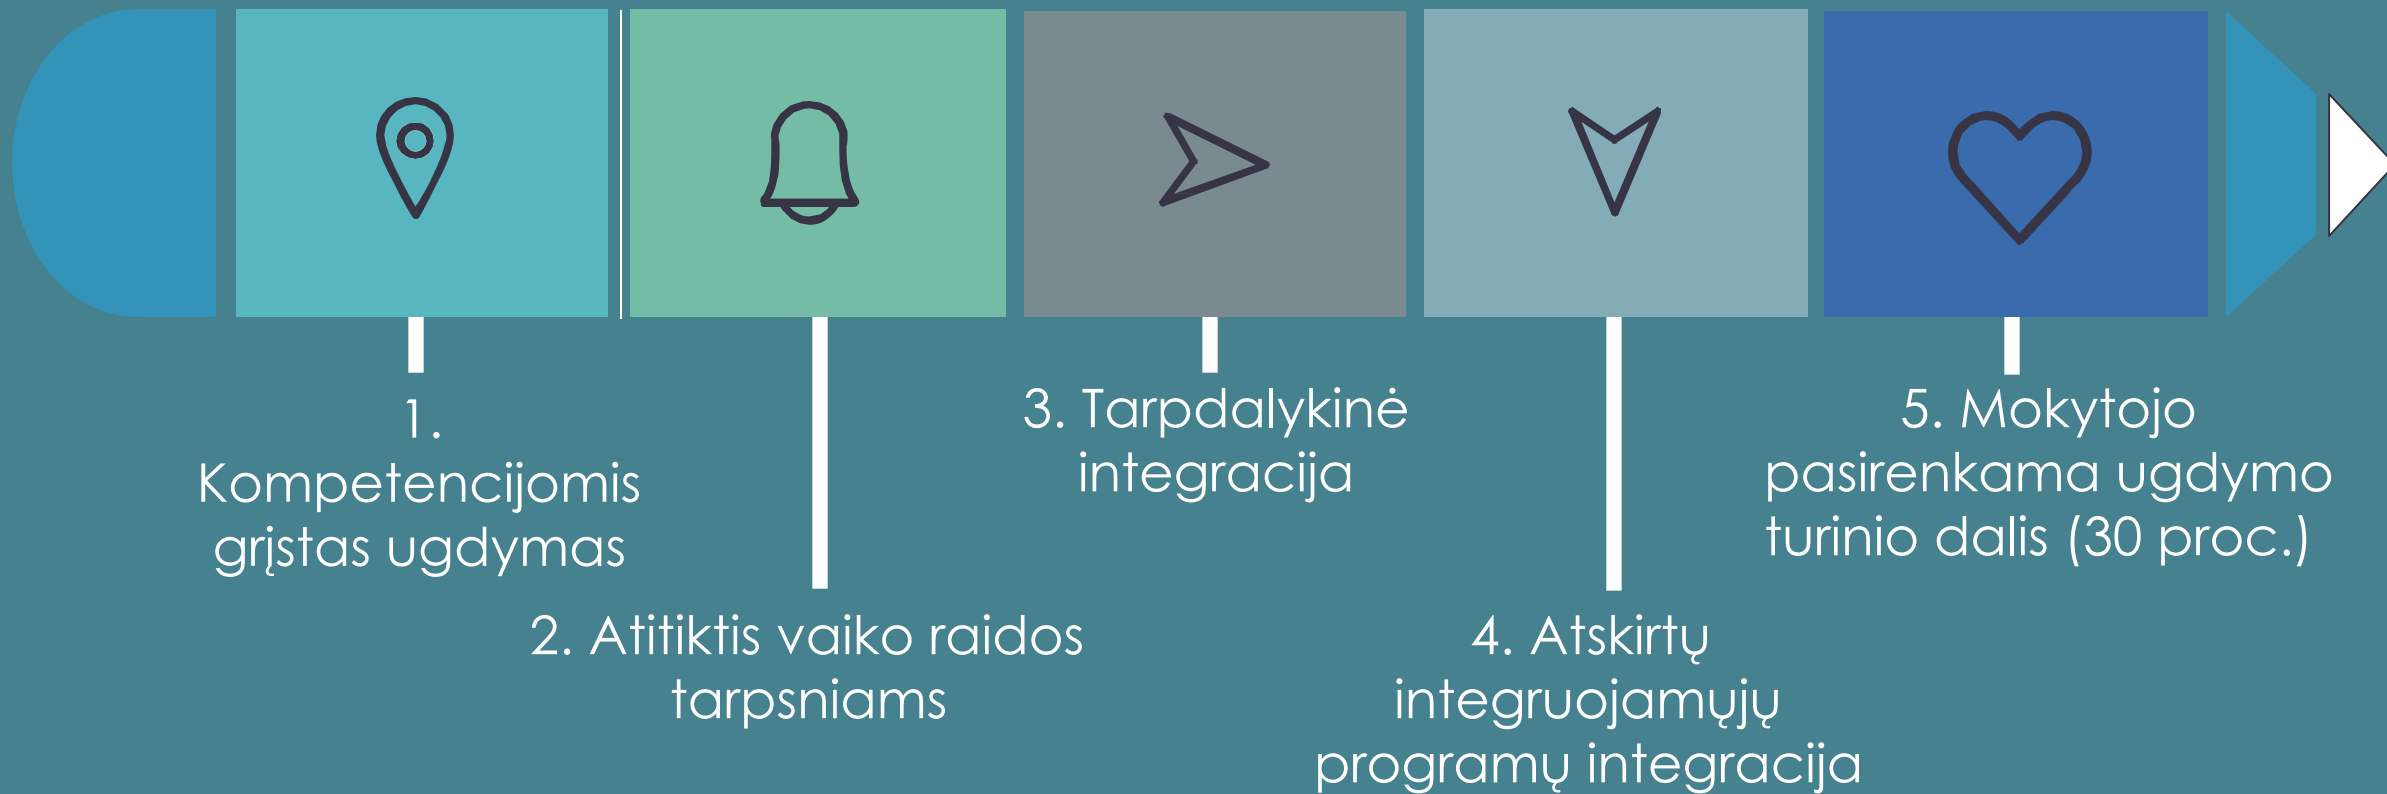 1.
Kompetencijomis
grįstas ugdymas
2. Atitiktis vaiko raidos
tarpsniams
3. Tarpdalykinė
integracija
4. Atskirtų
integruojamųjų
programų integracija
5. Mokytojo
pasirenkama ugdymo
turinio dalis (30 proc.)